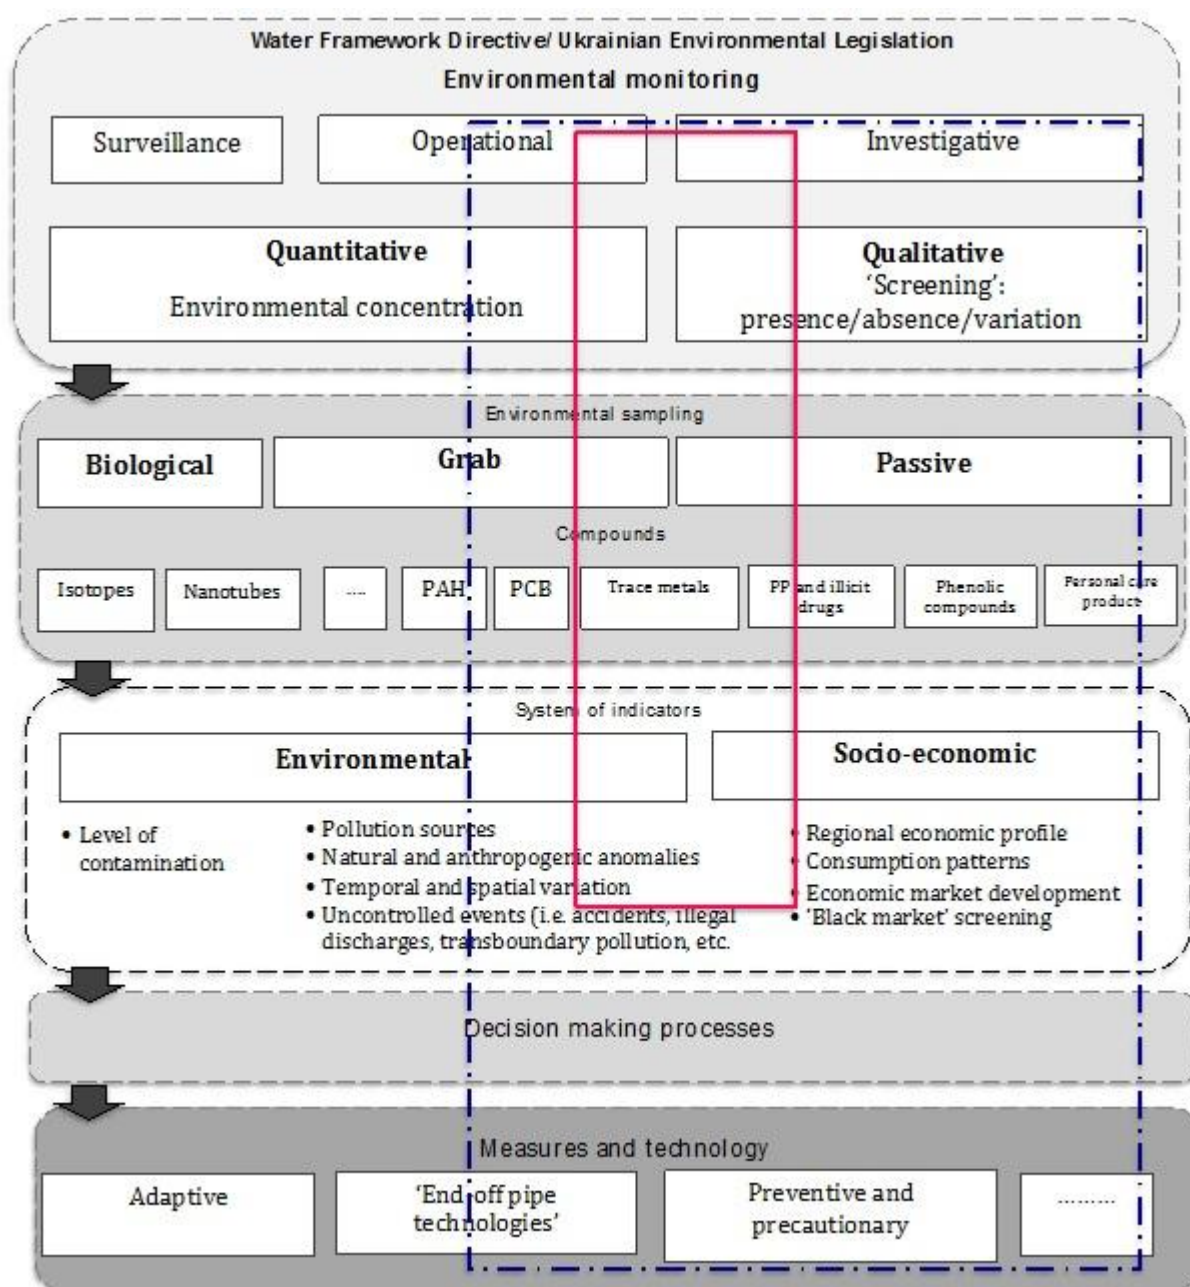 Water Framework Directive/ Ukrainian Environmental Legislation
Environmental monitoring
Surveillance
Operational
Investigative
Quantitative
Environmental concentration
Qualitative
‘Screening’:
presence/absence/variation
Environmental sampling
Biological
Grab
Passive
Compounds
Isotopes
Nanotubes
....
PAH
PCB
Trace metals
PP and illicit
drugs
Phenolic
compounds
Personal care
product
System of indicators
Environmental
Socio-economic
• Level of
contamination
• Pollution sources
• Natural and anthropogenic anomalies
• Temporal and spatial variation
• Uncontrolled events (i.e. accidents, illegal
discharges, transboundary pollution, etc.
• Regional economic profile
• Consumption patterns
• Economic market development
• ‘Black market’ screening
Decision making processes
Measures and technology
Adaptive
‘End-off pipe
technologies’
Preventive and
precautionary
.........